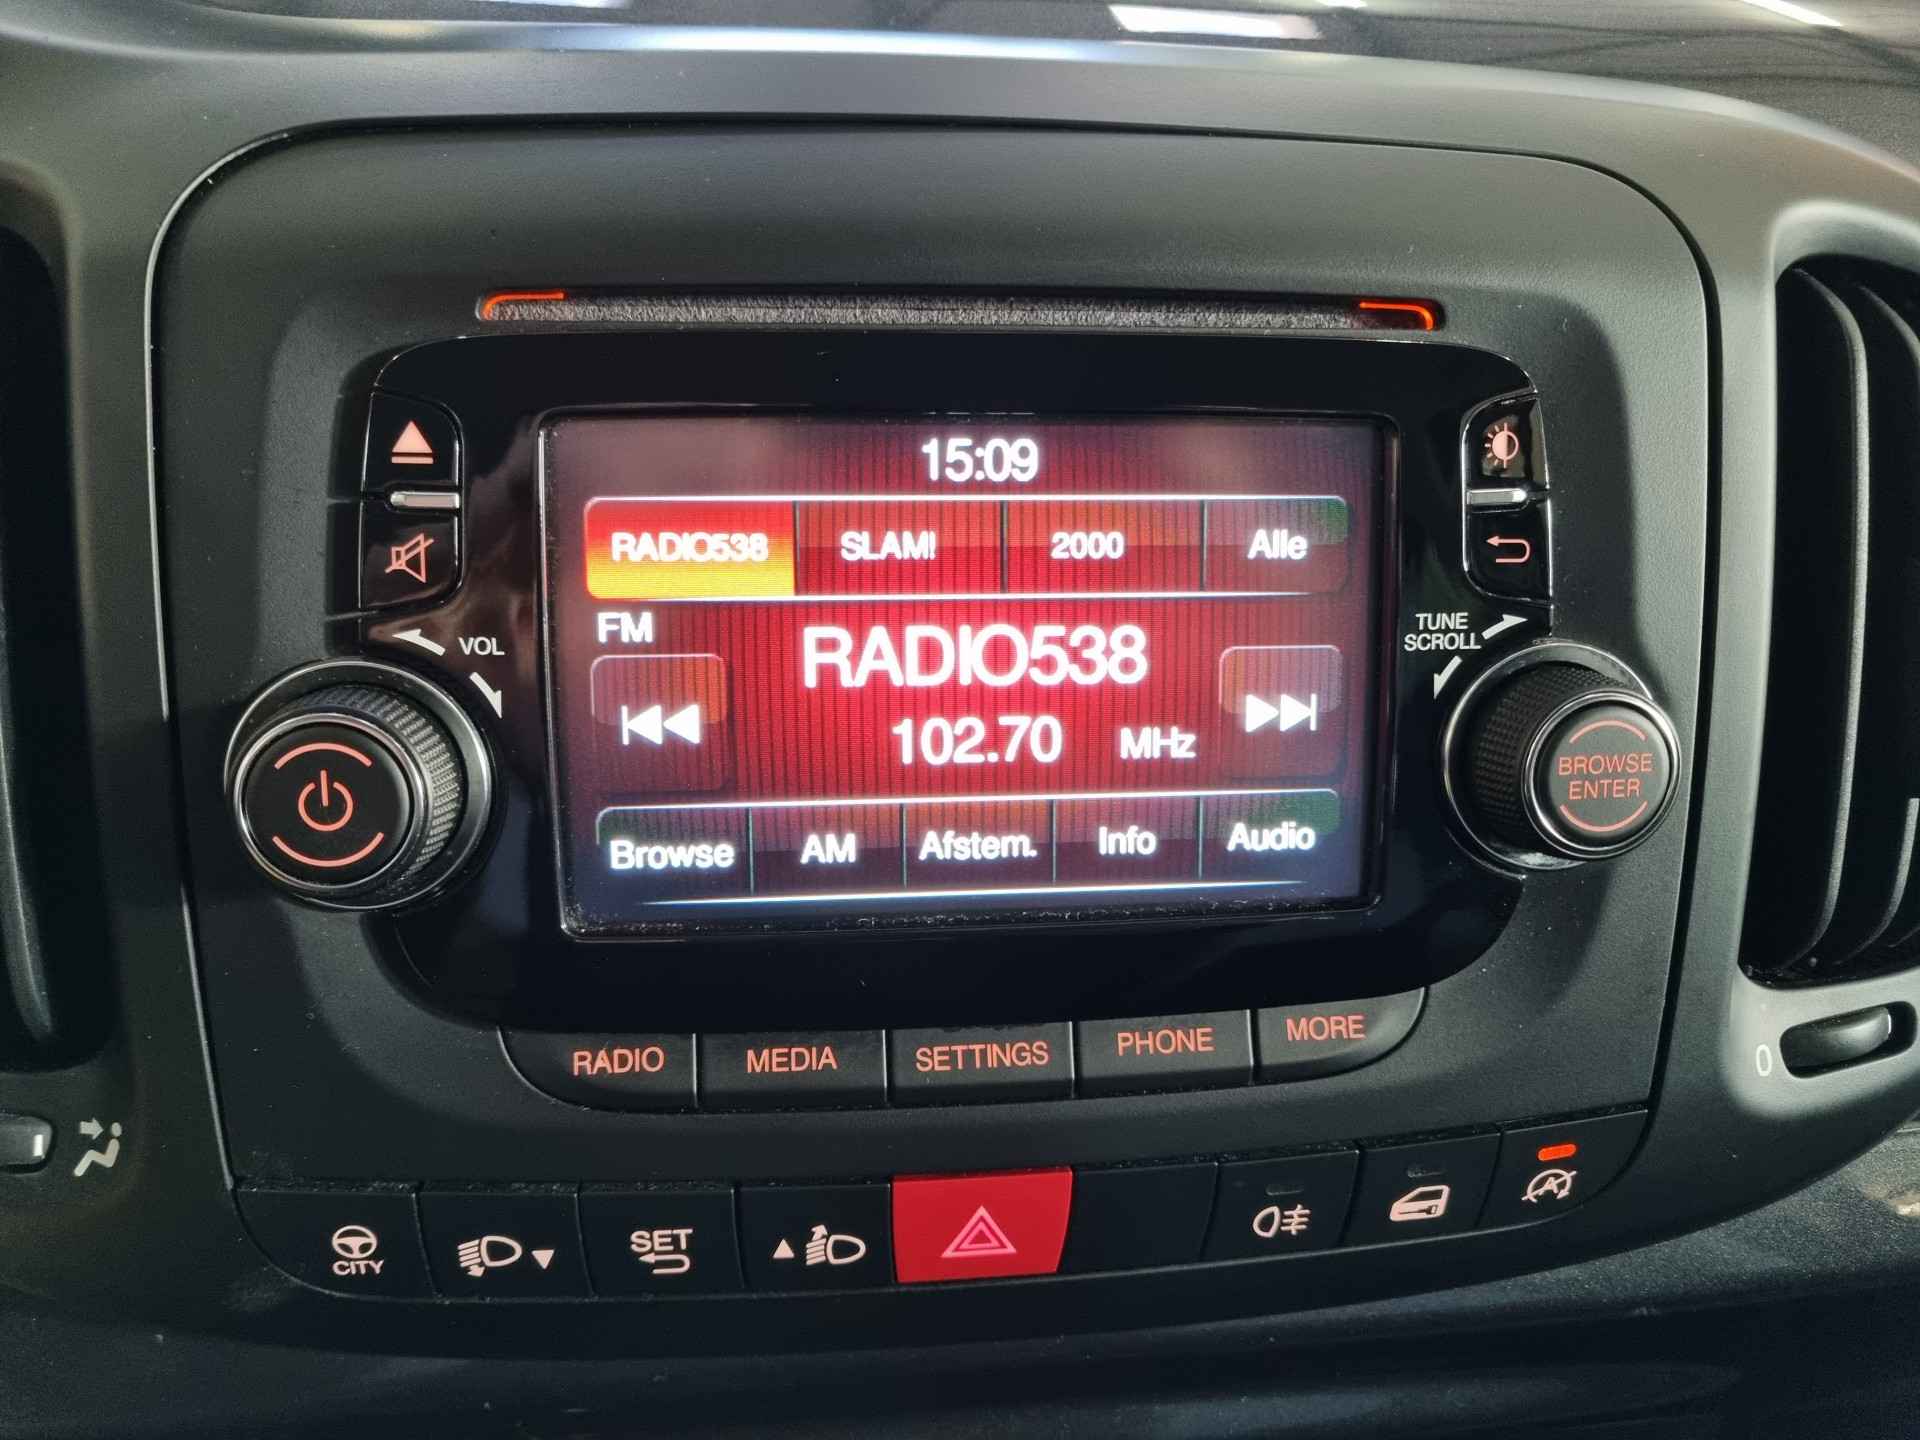 15:09
RADIO538 SLAM! 2000 Alle
FM
RADIO538
102.70 MHz
Browse AM Afstem. Info Audio
VOL
TUNE
SCROLL
BROWSE
ENTER
RADIO MEDIA SETTINGS PHONE MORE
0
CITY
SET